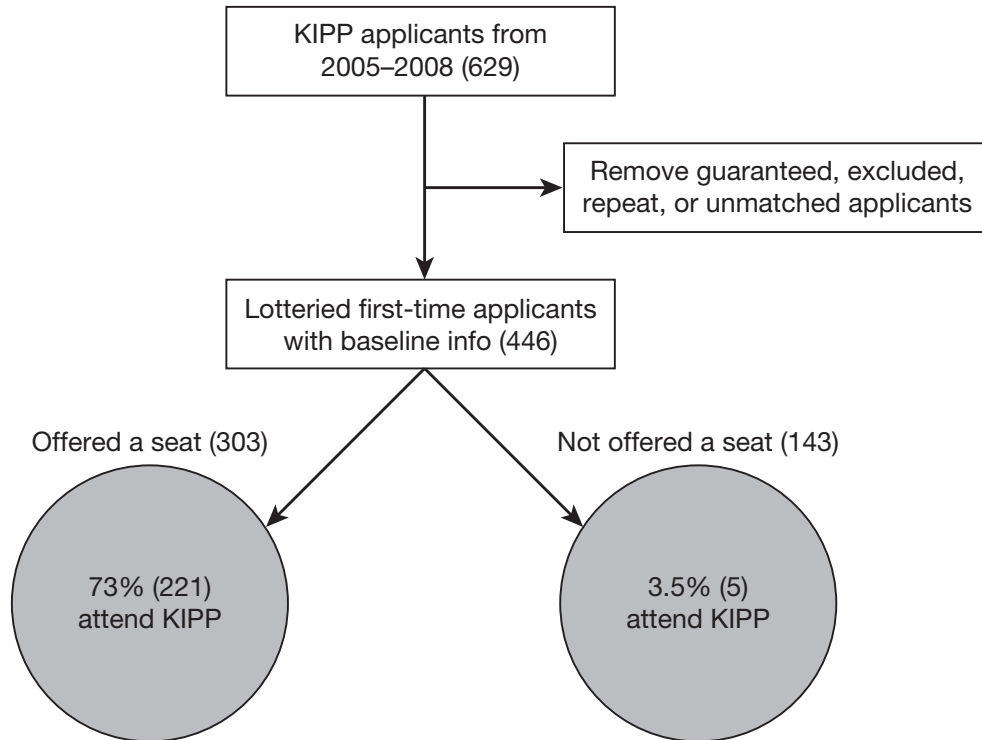 KIPP applicants from
2005–2008 (629)
Remove guaranteed, excluded,
repeat, or unmatched applicants
Lotteried first-time applicants
with baseline info (446)
Offered a seat (303)
Not offered a seat (143)
73% (221)
attend KIPP
3.5% (5)
attend KIPP